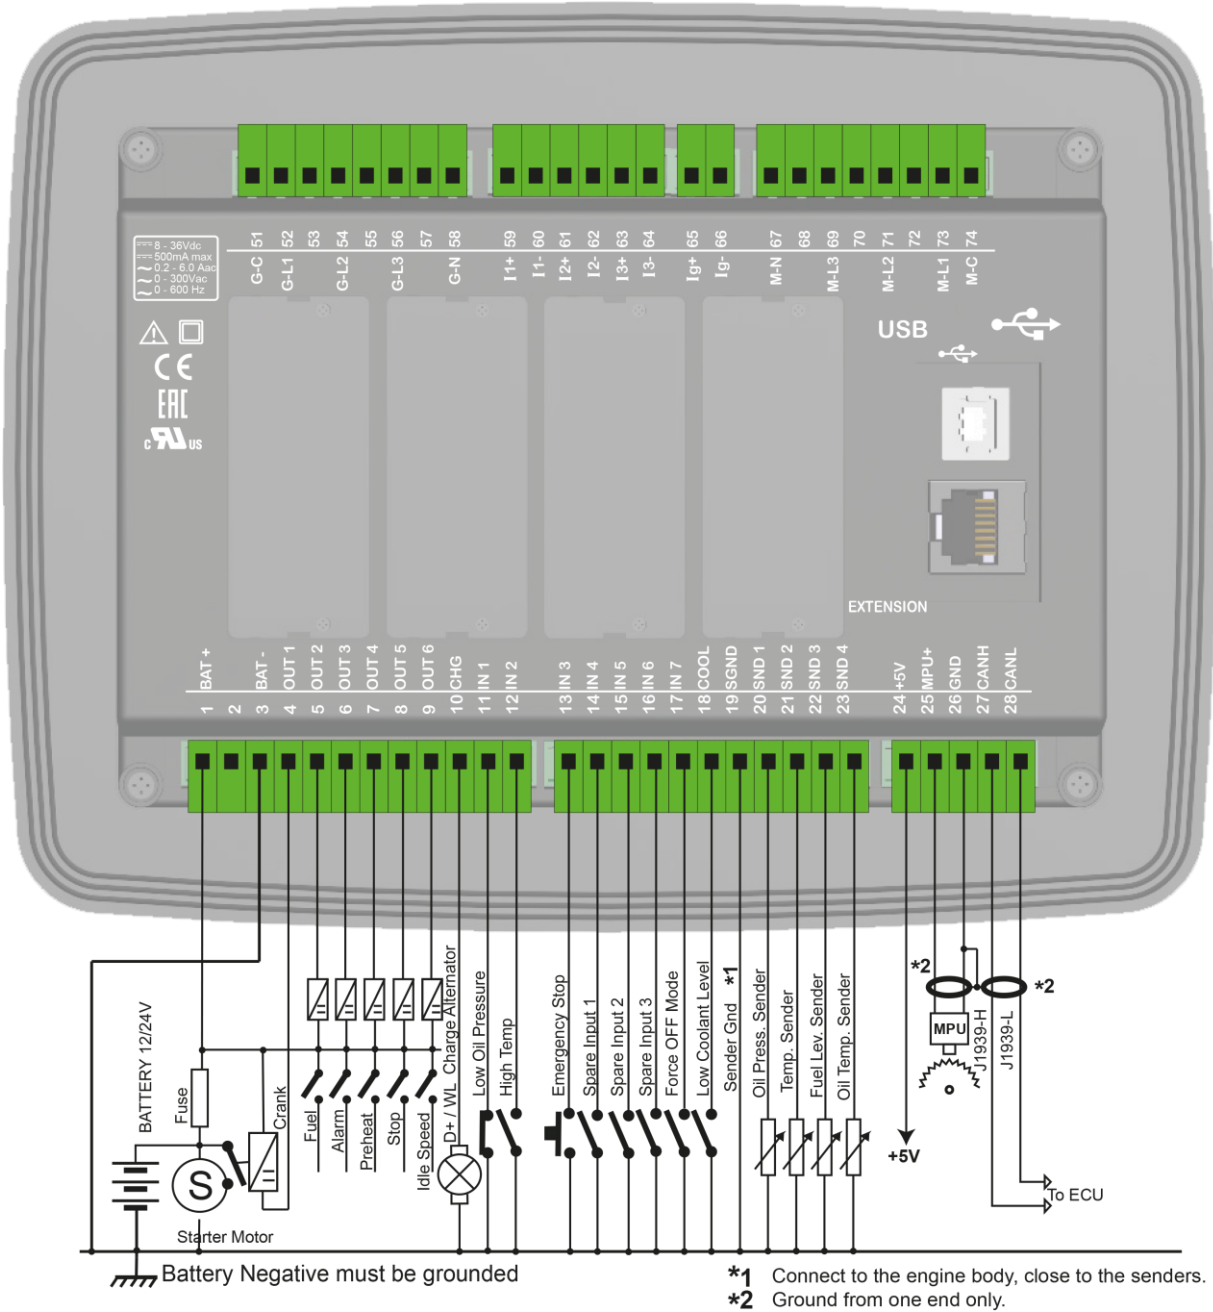 G-C 51
G-L1 52
53
G-L2 54
55
G-L3 56
57
G-N 58
I1+ 59
I1- 60
I2+ 61
I2- 62
I3+ 63
I3- 64
Ig+ 65
Ig- 66
M-N 67
68
M-L3 69
70
M-L2 71
72
M-L1 73
M-C 74
8 - 36Vdc
500mA max
0.2 - 6.0 Aac
0 - 300Vac
0 - 600 Hz
CE
EAC
c RU US
USB
EXTENSION
1 BAT +
2
3 BAT -
4 OUT 1
5 OUT 2
6 OUT 3
7 OUT 4
8 OUT 5
9 OUT 6
10 CHG
11 IN 1
12 IN 2
13 IN 3
14 IN 4
15 IN 5
16 IN 6
17 IN 7
18 COOL
19 SGND
20 SND 1
21 SND 2
22 SND 3
23 SND 4
24 +5V
25 MPU+
26 GND
27 CANH
28 CANL
BATTERY 12/24V
Fuse
S
Starter Motor
Crank
Fuel
Alarm
Preheat
Stop
Idle Speed
D+ / WL Charge Alternator
Low Oil Pressure
High Temp
Emergency Stop
Spare Input 1
Spare Input 2
Spare Input 3
Force OFF Mode
Low Coolant Level
Sender Gnd *1
Oil Press. Sender
Temp. Sender
Fuel Lev. Sender
Oil Temp. Sender
+5V
*2
MPU
J1939-H
J1939-L
*2
To ECU
Battery Negative must be grounded
*1 Connect to the engine body, close to the senders.
*2 Ground from one end only.